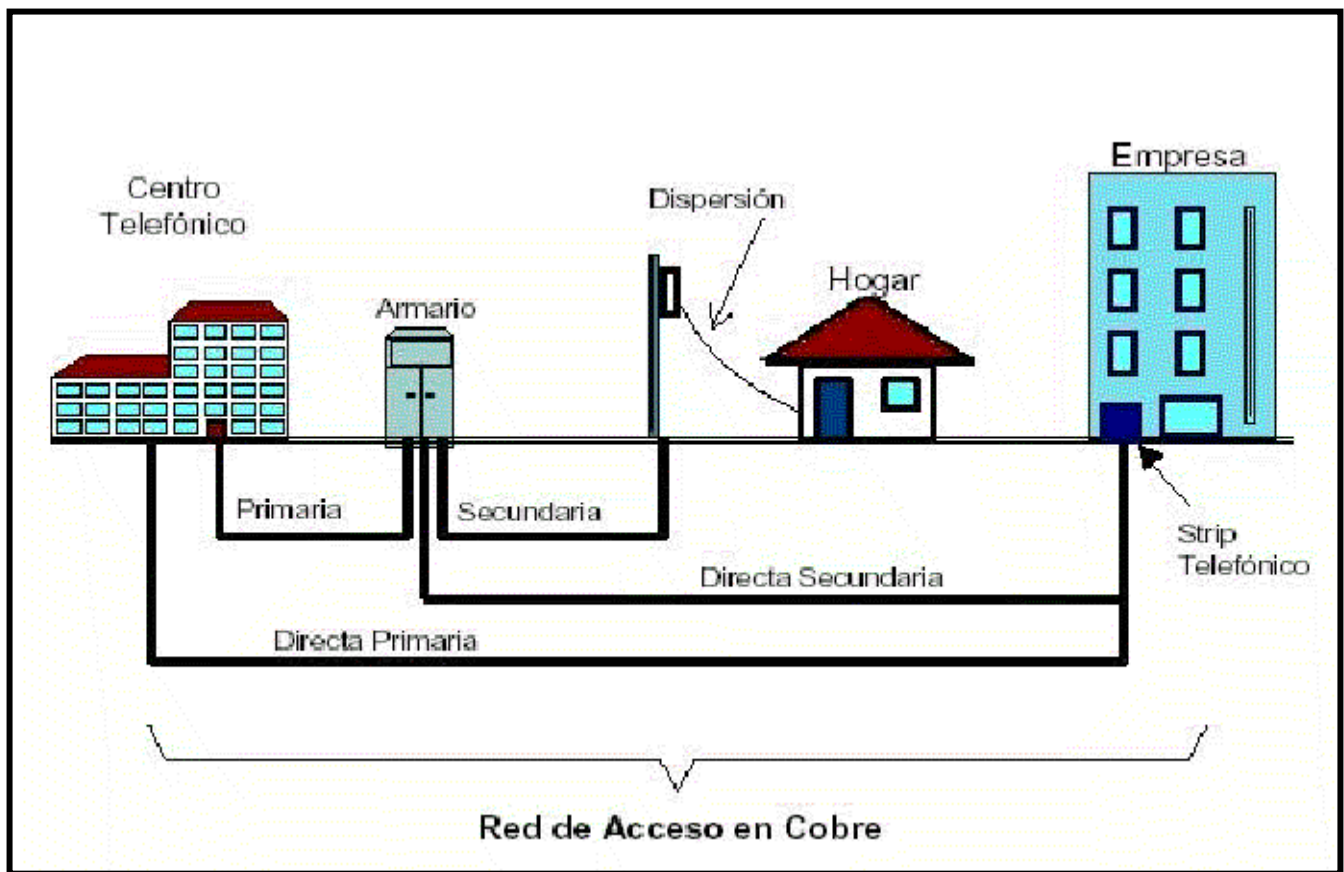 Centro
Telefónico
Armario
Dispersión
Hogar
Empresa
Primaria
Secundaria
Strip
Telefónico
Directa Secundaria
Directa Primaria
Red de Acceso en Cobre